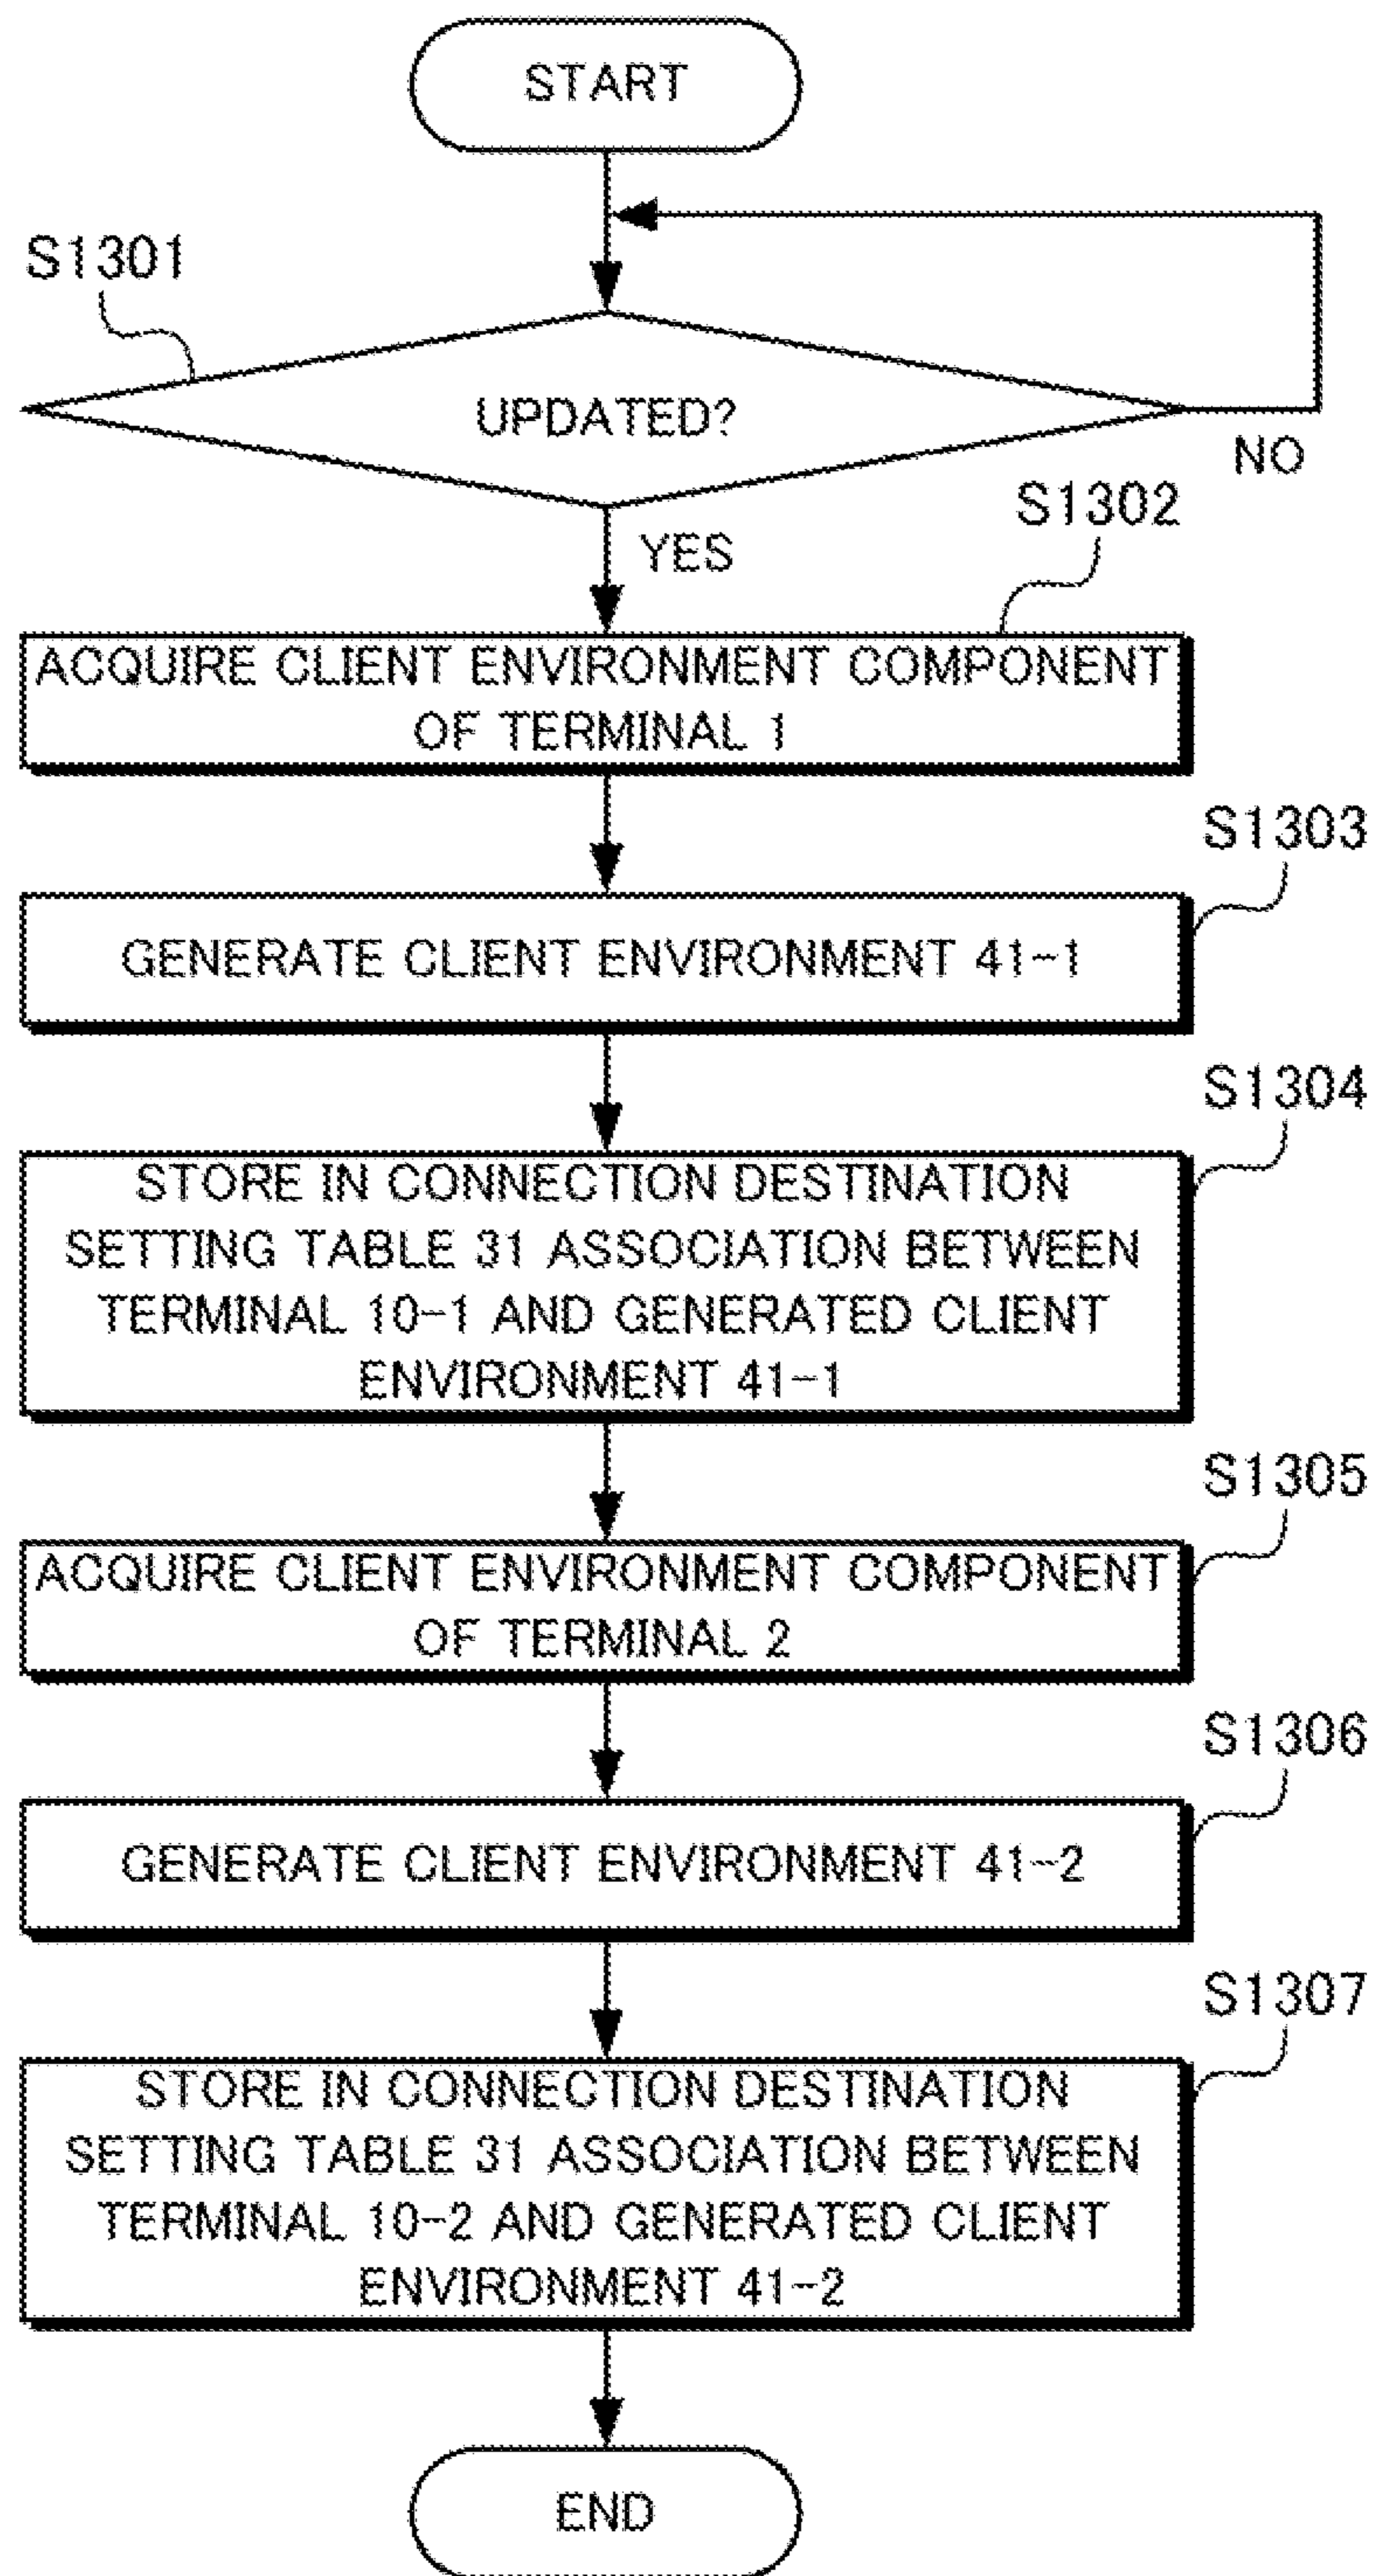 START
S1301
UPDATED?
NO
YES
S1302
ACQUIRE CLIENT ENVIRONMENT COMPONENT
OF TERMINAL 1
S1303
GENERATE CLIENT ENVIRONMENT 41-1
S1304
STORE IN CONNECTION DESTINATION
SETTING TABLE 31 ASSOCIATION BETWEEN
TERMINAL 10-1 AND GENERATED CLIENT
ENVIRONMENT 41-1
S1305
ACQUIRE CLIENT ENVIRONMENT COMPONENT
OF TERMINAL 2
S1306
GENERATE CLIENT ENVIRONMENT 41-2
S1307
STORE IN CONNECTION DESTINATION
SETTING TABLE 31 ASSOCIATION BETWEEN
TERMINAL 10-2 AND GENERATED CLIENT
ENVIRONMENT 41-2
END